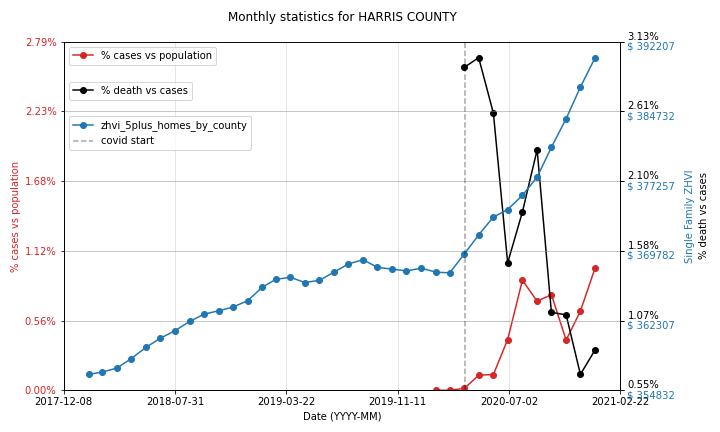 Monthly statistics for HARRIS COUNTY
2.79%
2.23%
1.68%
1.12%
0.56%
0.00%
% cases vs population
% cases vs population
% death vs cases
zhvi_5plus_homes_by_county
covid start
3.13%
$ 392207
2.61%
$ 384732
2.10%
$ 377257
1.58%
$ 369782
1.07%
$ 362307
0.55%
$ 354832
Single Family ZHVI
% death vs cases
2017-12-08
2018-07-31
2019-03-22
2019-11-11
2020-07-02
2021-02-22
Date (YYYY-MM)